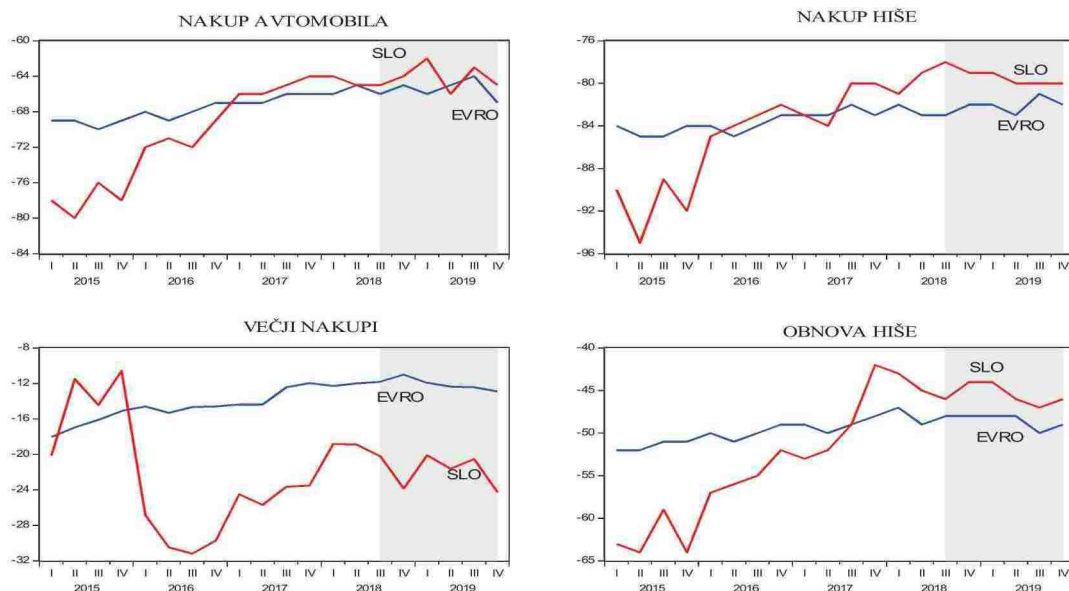 NAKUP AVTOMOBILA
-60
-64
-68
-72
-76
-80
-84
SLO
EVRO
I II III IV I II III IV I II III IV I II III IV I II III IV
2015 2016 2017 2018 2019
NAKUP HIŠE
-76
-80
-84
-88
-92
-96
SLO
EVRO
I II III IV I II III IV I II III IV I II III IV I II III IV
2015 2016 2017 2018 2019
VEČJI NAKUPI
-8
-12
-16
-20
-24
-28
-32
EVRO
SLO
I II III IV I II III IV I II III IV I II III IV I II III IV
2015 2016 2017 2018 2019
OBNOVA HIŠE
-40
-45
-50
-55
-60
-65
SLO
EVRO
I II III IV I II III IV I II III IV I II III IV I II III IV
2015 2016 2017 2018 2019